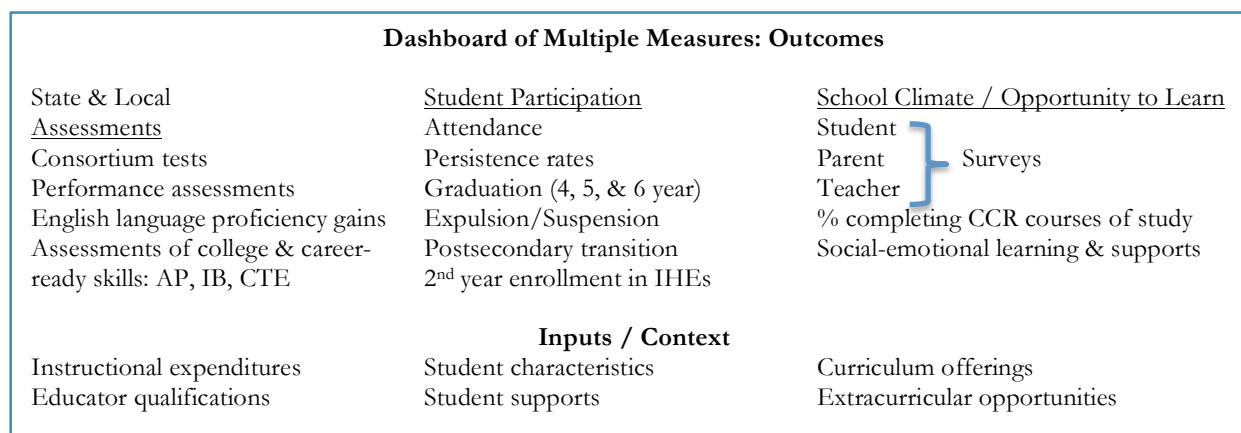 Dashboard of Multiple Measures: Outcomes
State & Local
Assessments
Consortium tests
Performance assessments
English language proficiency gains
Assessments of college & career-
ready skills: AP, IB, CTE
Student Participation
Attendance
Persistence rates
Graduation (4, 5, & 6 year)
Expulsion/Suspension
Postsecondary transition
2nd year enrollment in IHEs
School Climate / Opportunity to Learn
Student
Parent
Teacher
Surveys
% completing CCR courses of study
Social-emotional learning & supports
Inputs / Context
Instructional expenditures
Educator qualifications
Student characteristics
Student supports
Curriculum offerings
Extracurricular opportunities